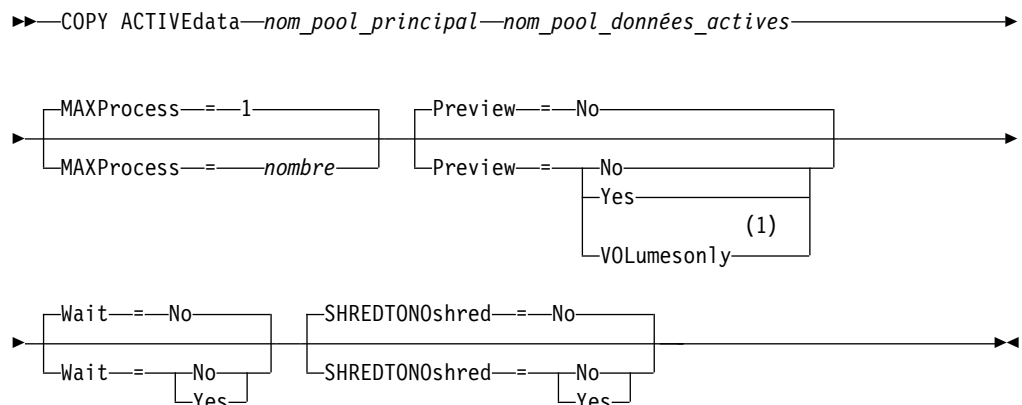 COPY ACTIVEdata nom_pool_principal nom_pool_données_actives
MAXProcess = 1 Preview = No
MAXProcess = nombre Preview = No
Yes
(1)
VOLumesonly
Wait = No SHREDTONOshred = No
Wait = No SHREDTONOshred = No
Yes Yes